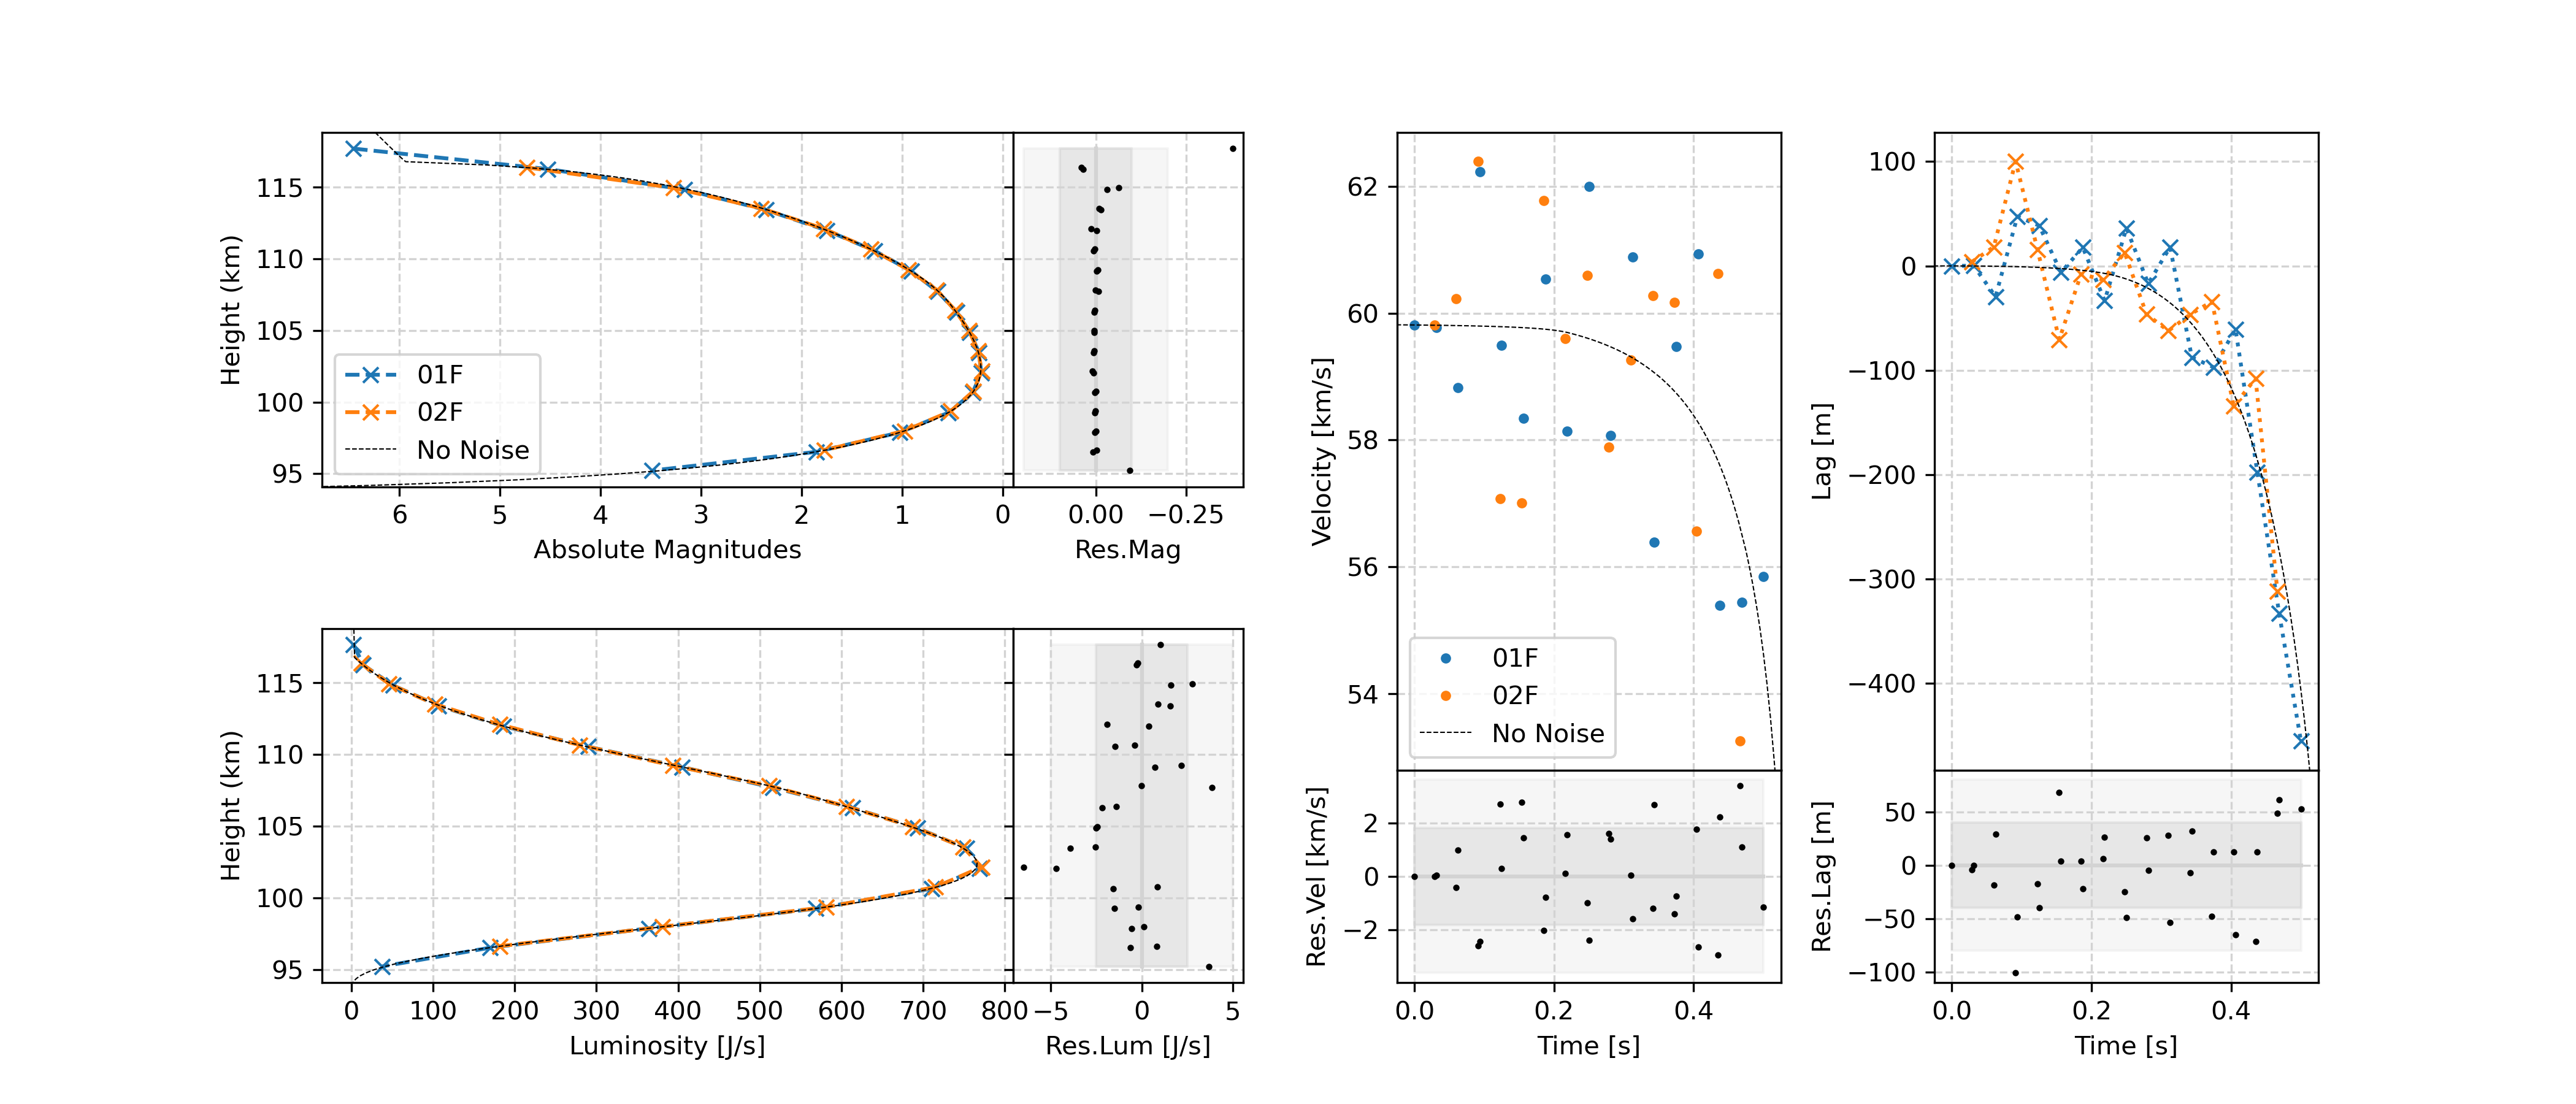 115
110
105
100
95
Height (km)
01F
02F
No Noise
6 5 4 3 2 1 0
Absolute Magnitudes
0.00 −0.25
Res.Mag
115
110
105
100
95
Height (km)
0 100 200 300 400 500 600 700 800
Luminosity [J/s]
−5 0 5
Res.Lum [J/s]
62
60
58
56
54
Velocity [km/s]
01F
02F
No Noise
2
0
−2
Res.Vel [km/s]
0.0 0.2 0.4
Time [s]
100
0
−100
−200
−300
−400
Lag [m]
50
0
−50
−100
Res.Lag [m]
0.0 0.2 0.4
Time [s]